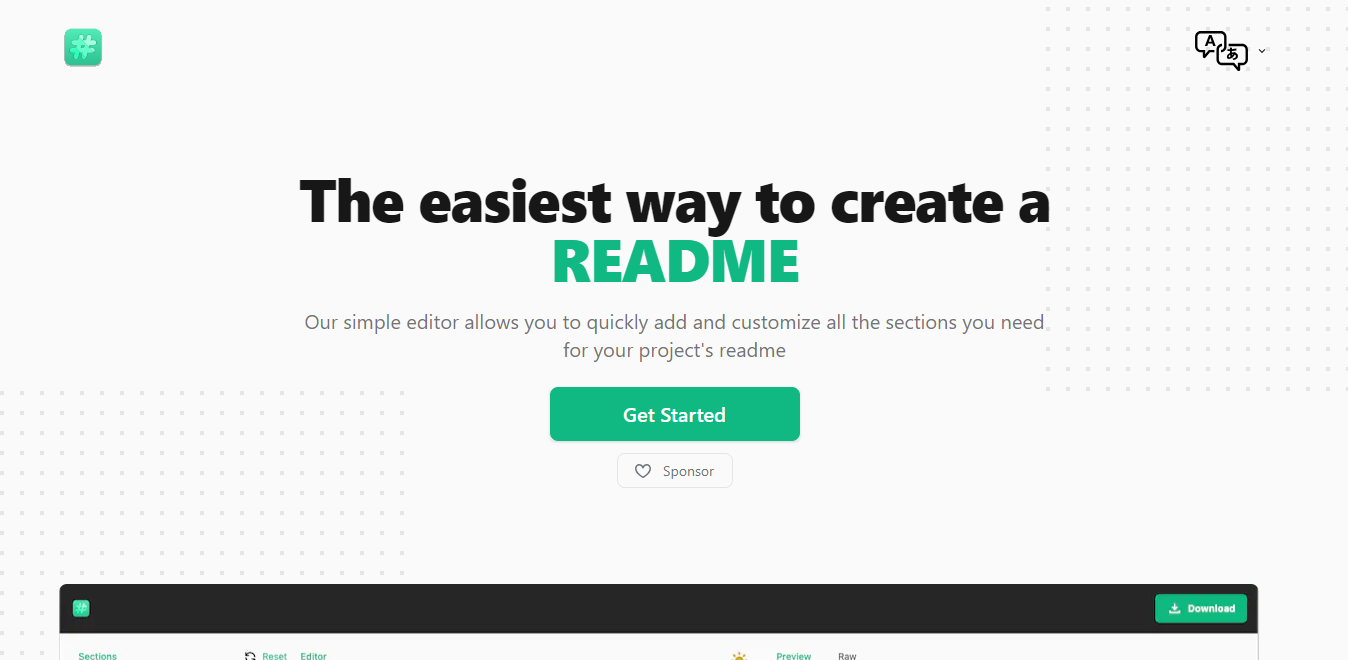 #
A
あ
The easiest way to create a
README
Our simple editor allows you to quickly add and customize all the sections you need
for your project's readme
Get Started
Sponsor
#
Download
Sections
Reset
Editor
Preview
Raw